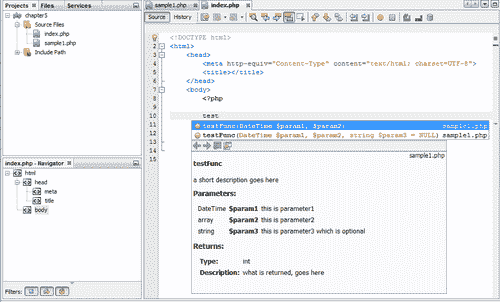 Projects Files Services
sample1.php index.php
Source History
chapter5
Source Files
index.php
sample1.php
Include Path
1 <!DOCTYPE html>
2 <html>
3 <head>
4 <meta http-equiv="Content-Type" content="text/html; charset=UTF-8">
5 <title></title>
6 </head>
7 <body>
8 <?php
9
10 test
11 testFunc(DateTime $param1, $param2) sample1.php
12 testFunc(DateTime $param1, $param2, string $param3 = NULL) sample1.php
13
14
15
sample1.php
testFunc
a short description goes here
Parameters:
DateTime $param1 this is parameter1
array $param2 this is parameter2
string $param3 this is parameter3 which is optional
Returns:
Type: int
Description: what is returned, goes here
index.php - Navigator
html
head
meta
title
body
Filters: